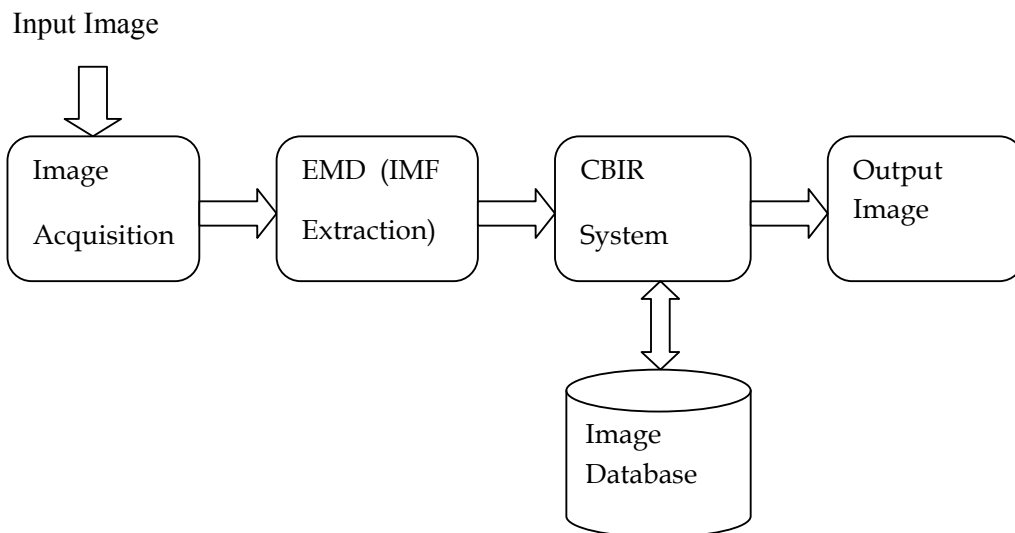 Input Image
Image
Acquisition
EMD (IMF
Extraction)
CBIR
System
Output
Image
Image
Database